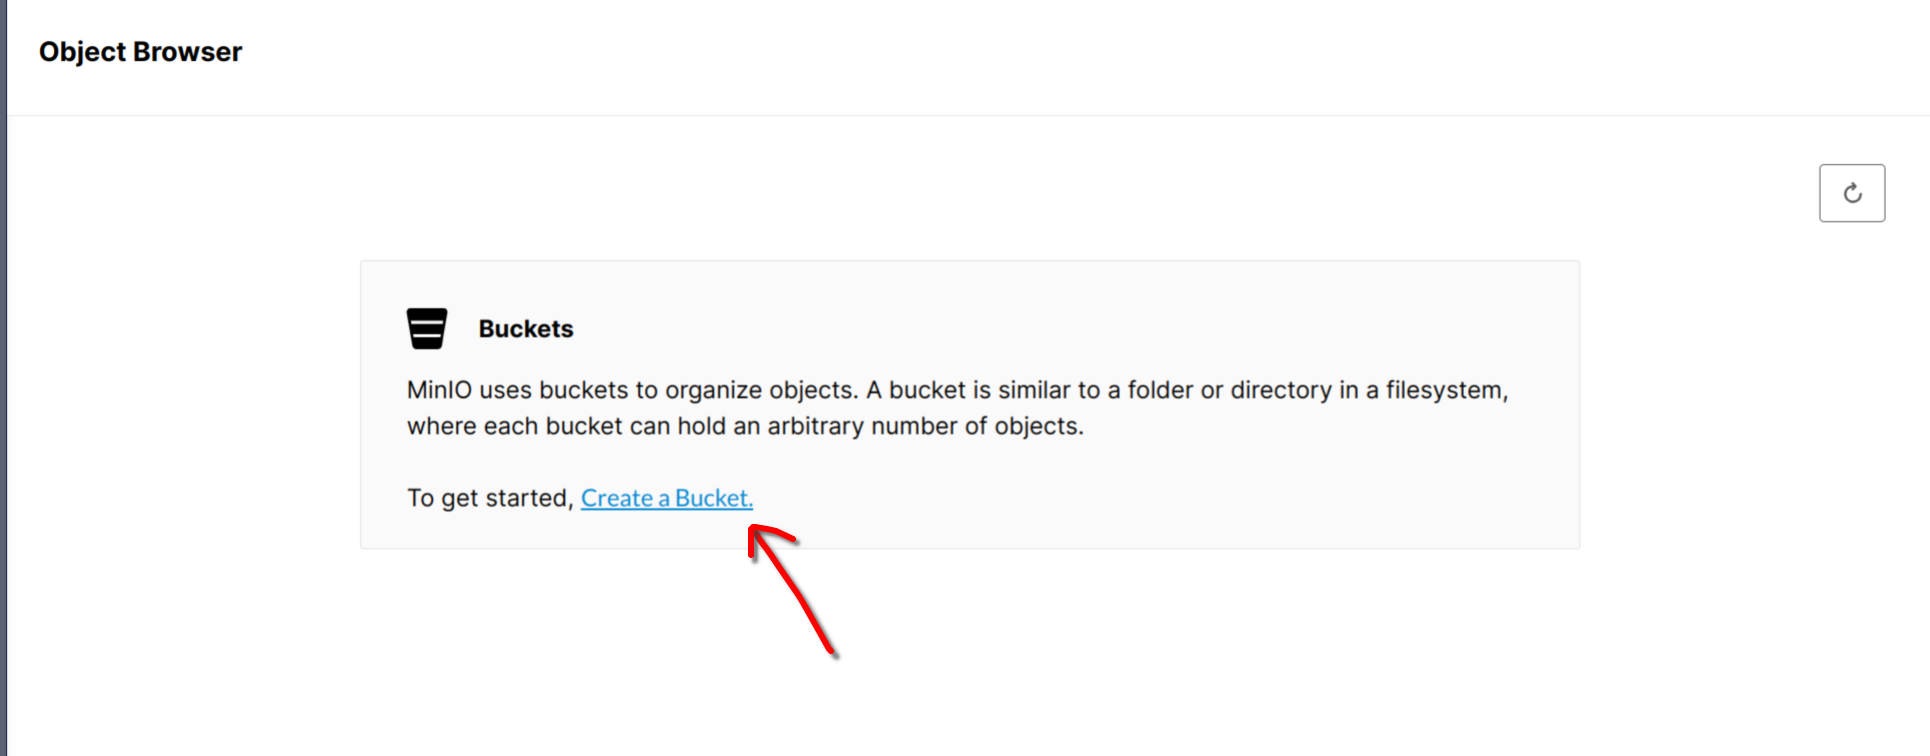 Object Browser
Buckets
MinIO uses buckets to organize objects. A bucket is similar to a folder or directory in a filesystem,
where each bucket can hold an arbitrary number of objects.
To get started, Create a Bucket.